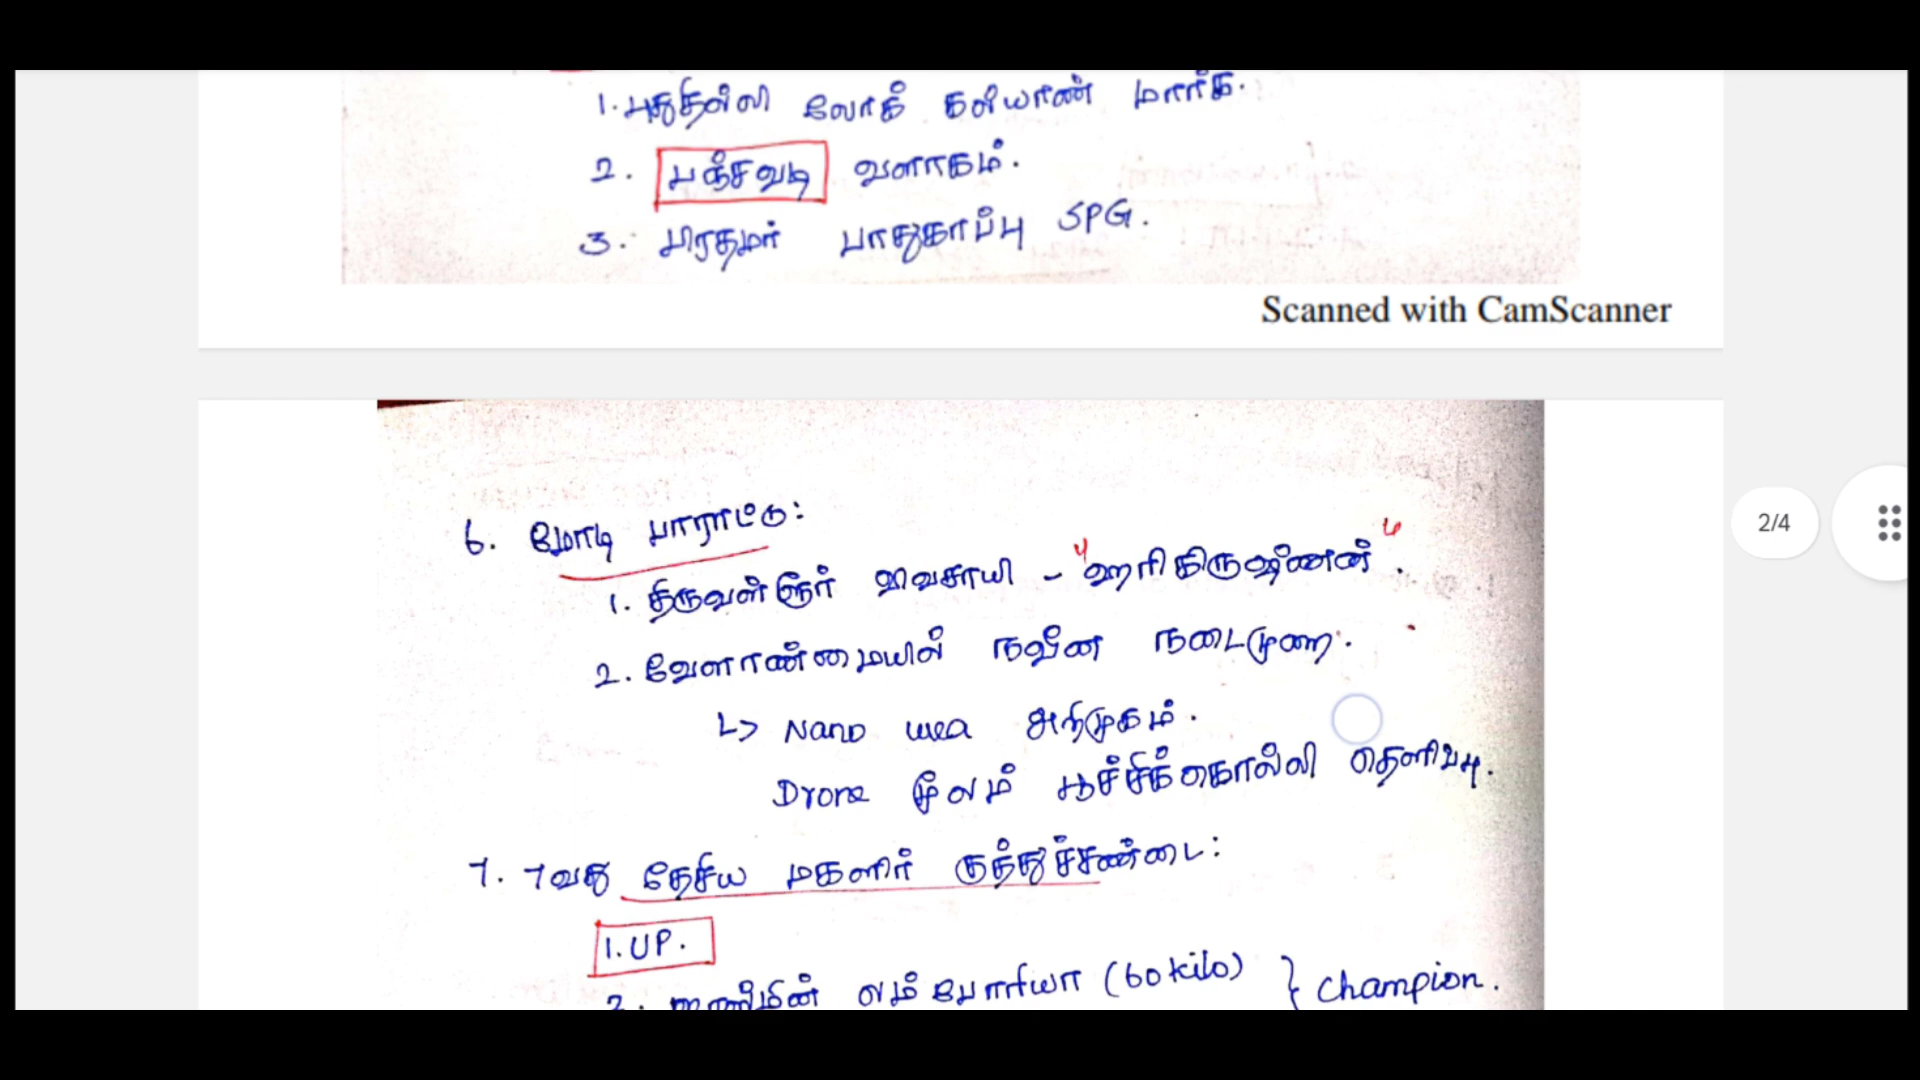 1. புதுதில்லி லோக் கல்யாண் மார்க்.
2. பஞ்சவடி வளாகம்.
3. பிரதமர் பாதுகாப்பு SPG.
Scanned with CamScanner
6. மோடி பாராட்டு:
1. திருவள்ளூர் விவசாயி - "ஹரிகிருஷ்ணன்".
2. வேளாண்மையில் நவீன நடைமுறை.
↳ Nano urea அறிமுகம்.
Drone மூலம் பூச்சிக்கொல்லி தெளிப்பு.
2/4
7. 7வது தேசிய மகளிர் குத்துச்சண்டை:
1. UP.
2. லம்போரியா (60 kilo) } Champion.